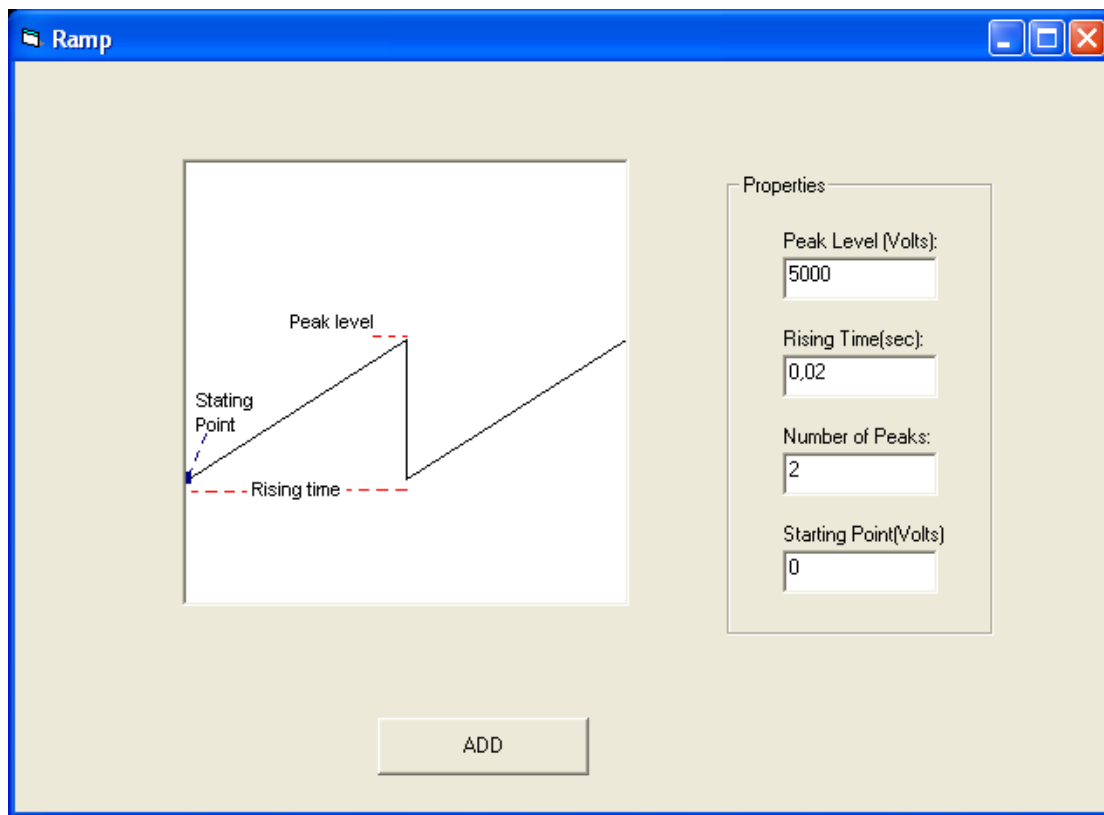 Ramp
Peak level
Stating
Point
Rising time
Properties
Peak Level (Volts):
5000
Rising Time(sec):
0,02
Number of Peaks:
2
Starting Point(Volts)
0
ADD